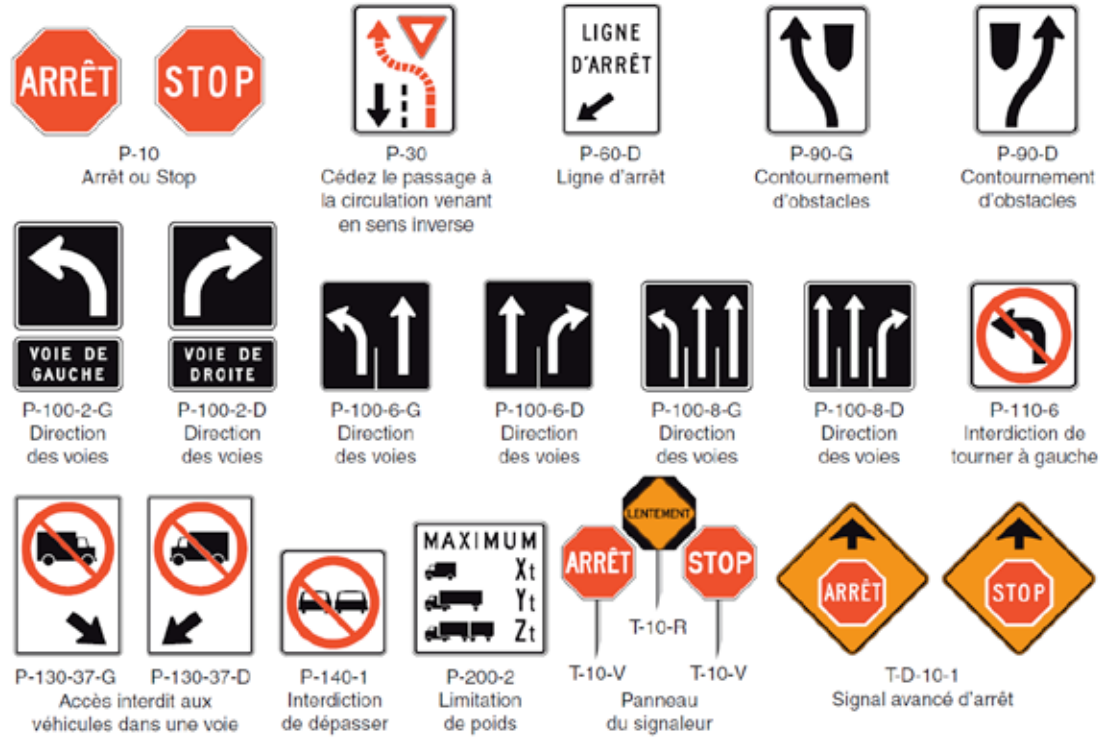 ARRÊT
STOP
P-10
Arrêt ou Stop
P-30
Cédez le passage à
la circulation venant
en sens inverse
LIGNE
D'ARRÊT
P-60-D
Ligne d'arrêt
P-90-G
Contournement
d'obstacles
P-90-D
Contournement
d'obstacles
VOIE DE
GAUCHE
P-100-2-G
Direction
des voies
VOIE DE
DROITE
P-100-2-D
Direction
des voies
P-100-6-G
Direction
des voies
P-100-6-D
Direction
des voies
P-100-8-G
Direction
des voies
P-100-8-D
Direction
des voies
P-110-6
Interdiction de
tourner à gauche
P-130-37-G
P-130-37-D
Accès interdit aux
véhicules dans une voie
P-140-1
Interdiction
de dépasser
MAXIMUM
Xt
Yt
Zt
P-200-2
Limitation
de poids
ARRÊT
LENTEMENT
STOP
T-10-R
T-10-V
T-10-V
Panneau
du signaleur
ARRÊT
STOP
T-D-10-1
Signal avancé d'arrêt